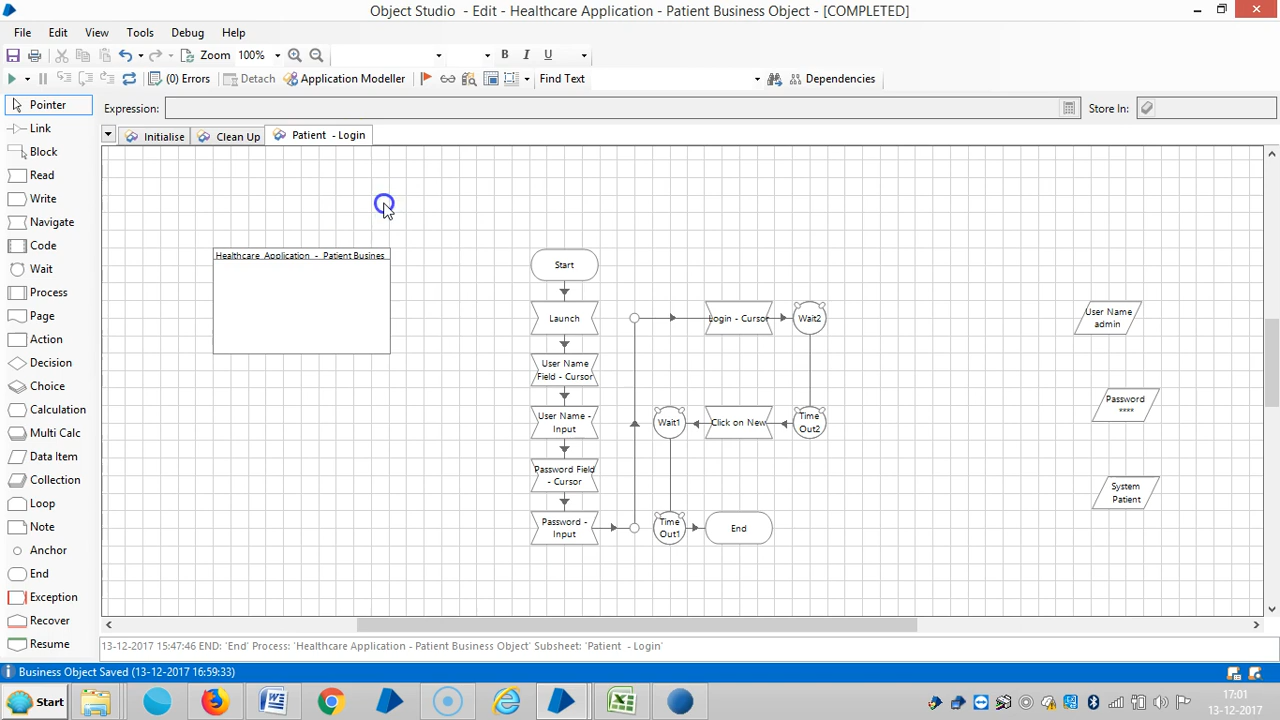 Object Studio - Edit - Healthcare Application - Patient Business Object - [COMPLETED]
File Edit View Tools Debug Help
Zoom 100% B I U
(0) Errors Detach Application Modeller Find Text Dependencies
Pointer
Expression: Store In:
Link
Initialise Clean Up Patient - Login
Block
Read
Write
Navigate
Code
Wait
Process
Page
Action
Decision
Choice
Calculation
Multi Calc
Data Item
Collection
Loop
Note
Anchor
End
Exception
Recover
Resume
Healthcare Application - Patient Busines
Start
Launch
User Name
Field - Cursor
User Name -
Input
Password Field
- Cursor
Password -
Input
Login - Cursor
Wait2
Wait1
Click on New
Time
Out2
Time
Out1
End
User Name
admin
Password
****
System
Patient
13-12-2017 15:47:46 END: 'End' Process: 'Healthcare Application - Patient Business Object' Subsheet: 'Patient - Login'
Business Object Saved (13-12-2017 16:59:33)
Start
17:01
13-12-2017